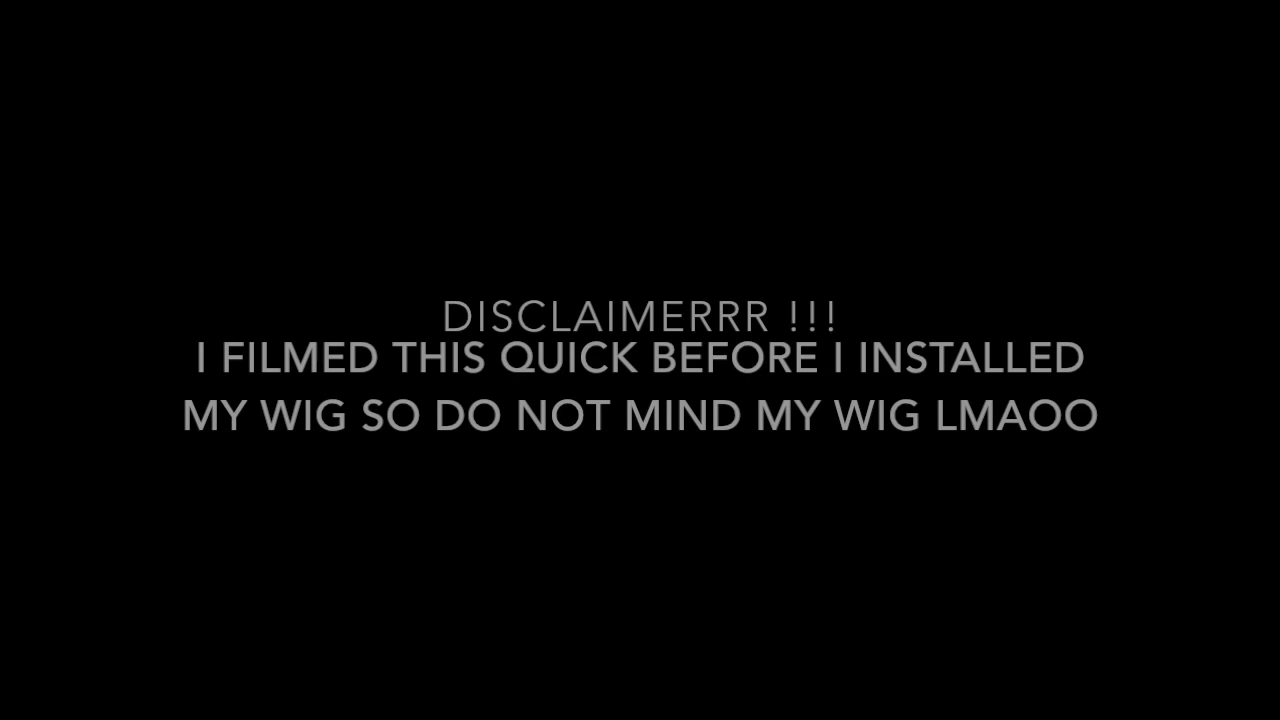 DISCLAIMERRR !!!
I FILMED THIS QUICK BEFORE I INSTALLED
MY WIG SO DO NOT MIND MY WIG LMAOO